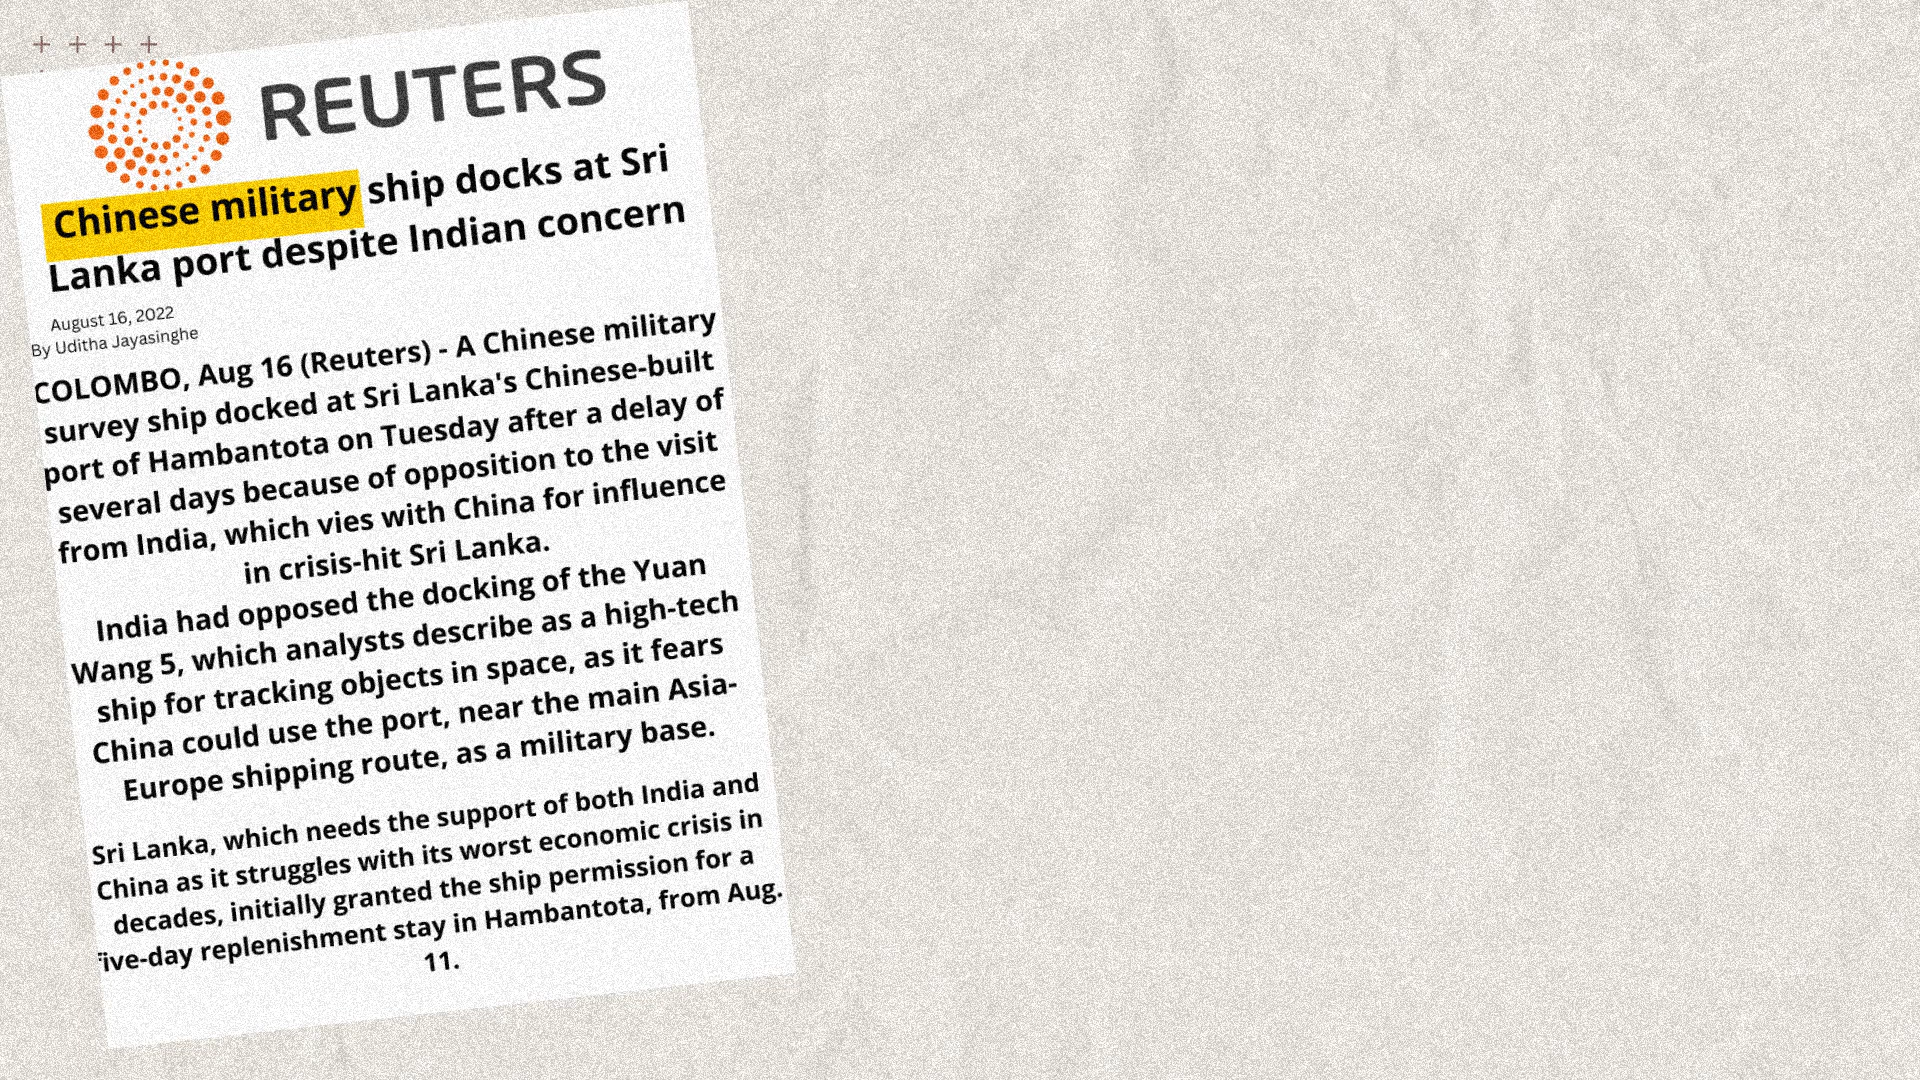 REUTERS
Chinese military ship docks at Sri
Lanka port despite Indian concern
August 16, 2022
By Uditha Jayasinghe
COLOMBO, Aug 16 (Reuters) - A Chinese military
survey ship docked at Sri Lanka's Chinese-built
port of Hambantota on Tuesday after a delay of
several days because of opposition to the visit
from India, which vies with China for influence
in crisis-hit Sri Lanka.
India had opposed the docking of the Yuan
Wang 5, which analysts describe as a high-tech
ship for tracking objects in space, as it fears
China could use the port, near the main Asia-
Europe shipping route, as a military base.
Sri Lanka, which needs the support of both India and
China as it struggles with its worst economic crisis in
decades, initially granted the ship permission for a
five-day replenishment stay in Hambantota, from Aug.
11.